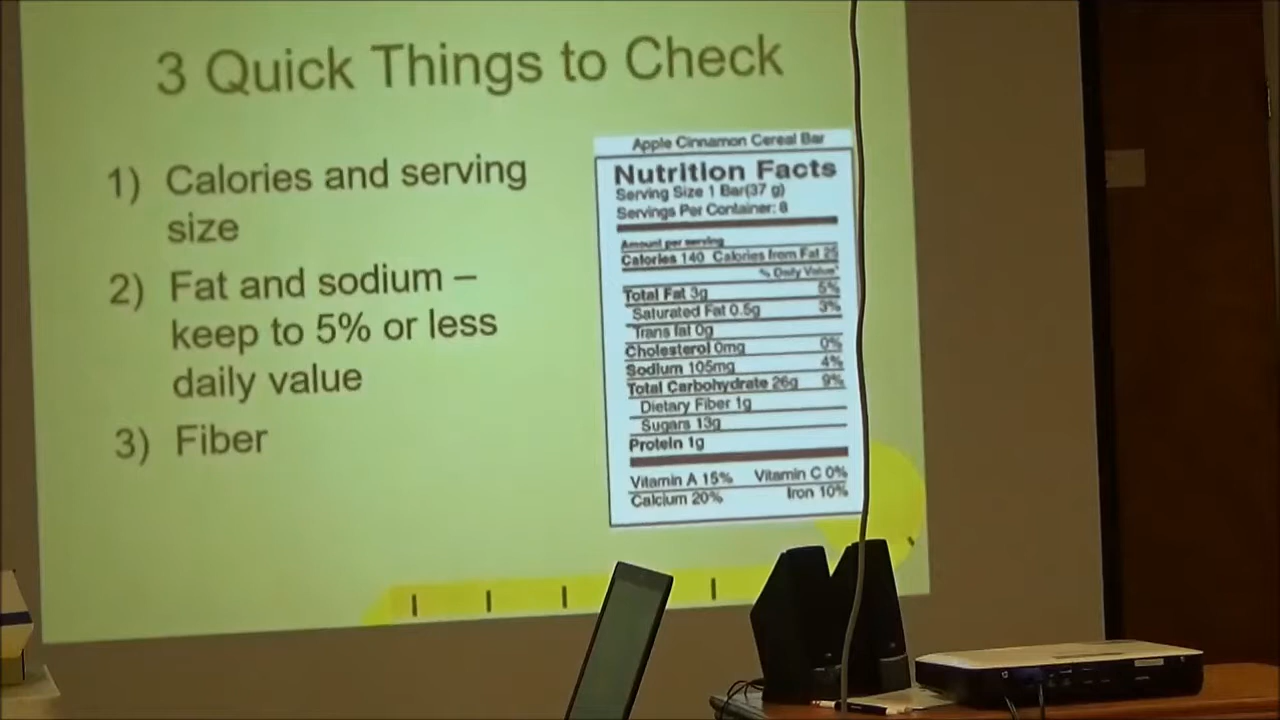 3 Quick Things to Check
1) Calories and serving
size
2) Fat and sodium –
keep to 5% or less
daily value
3) Fiber
Apple Cinnamon Cereal Bar
Nutrition Facts
Serving Size 1 Bar(37 g)
Servings Per Container: 8
Amount per serving
Calories 140 Calories from Fat 25
% Daily Value*
Total Fat 3g 5%
Saturated Fat 0.5g 3%
Trans fat 0g
Cholesterol 0mg 0%
Sodium 105mg 4%
Total Carbohydrate 26g 9%
Dietary Fiber 1g
Sugars 13g
Protein 1g
Vitamin A 15% Vitamin C 0%
Calcium 20% Iron 10%